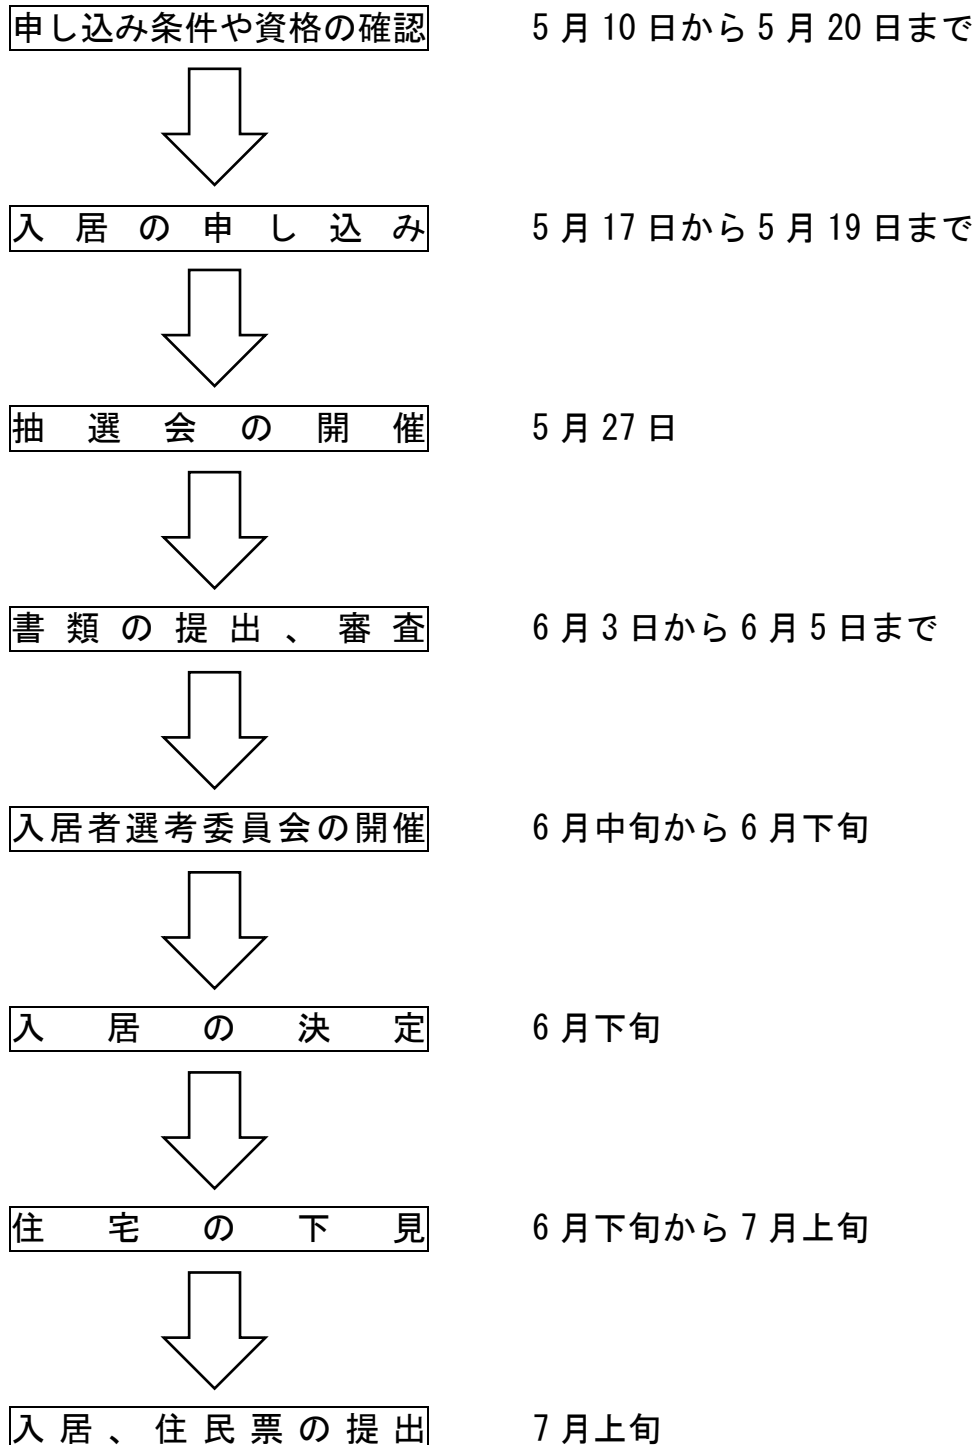 申し込み条件や資格の確認 5月10日から5月20日まで
入居の申し込み 5月17日から5月19日まで
抽選会の開催 5月27日
書類の提出、審査 6月3日から6月5日まで
入居者選考委員会の開催 6月中旬から6月下旬
入居の決定 6月下旬
住宅の下見 6月下旬から7月上旬
入居、住民票の提出 7月上旬